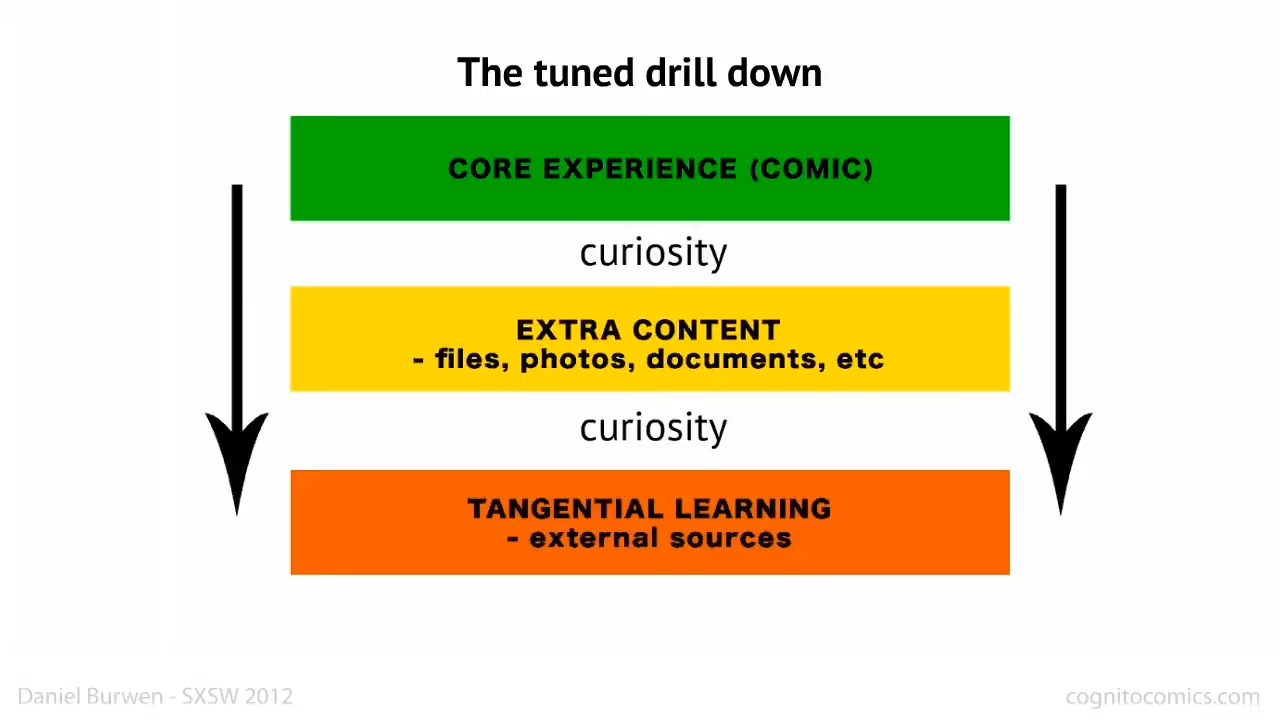 The tuned drill down
CORE EXPERIENCE (COMIC)
curiosity
EXTRA CONTENT
- files, photos, documents, etc
curiosity
TANGENTIAL LEARNING
- external sources
Daniel Burwen - SXSW 2012
cognitocomics.com